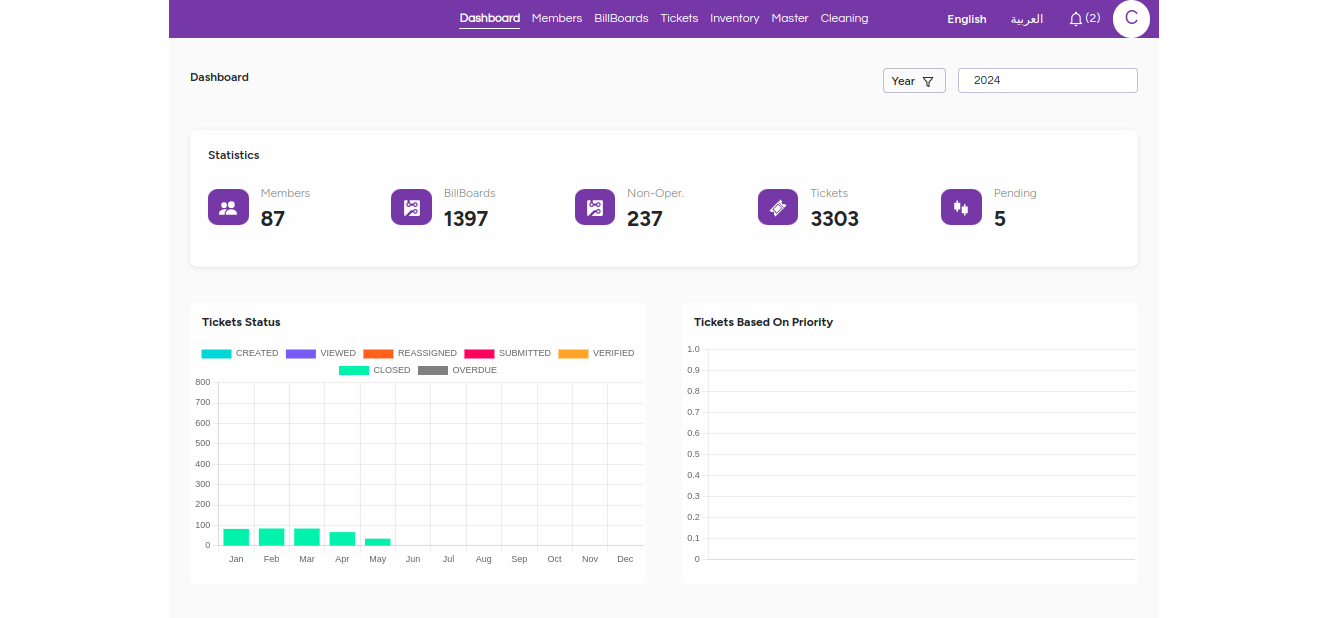 Dashboard Members BillBoards Tickets Inventory Master Cleaning English العربية (2) C
Dashboard Year 2024
Statistics
Members BillBoards Non-Oper. Tickets Pending
87 1397 237 3303 5
Tickets Status
CREATED VIEWED REASSIGNED SUBMITTED VERIFIED
CLOSED OVERDUE
800
700
600
500
400
300
200
100
0
Jan Feb Mar Apr May Jun Jul Aug Sep Oct Nov Dec
Tickets Based On Priority
1.0
0.9
0.8
0.7
0.6
0.5
0.4
0.3
0.2
0.1
0